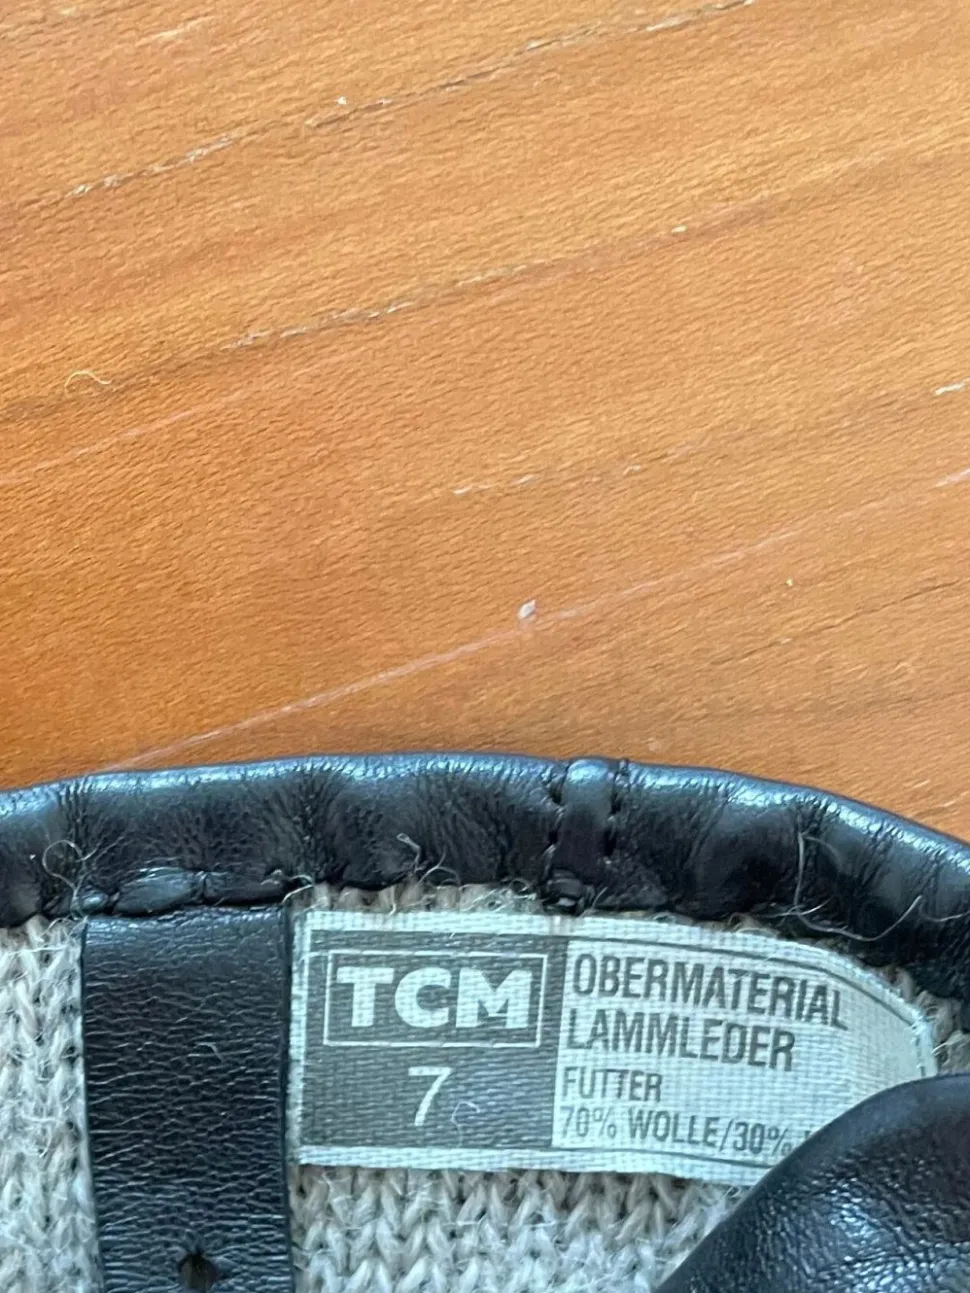 TCM
7
OBERMATERIAL
LAMMLEDER
FUTTER
70% WOLLE/30%